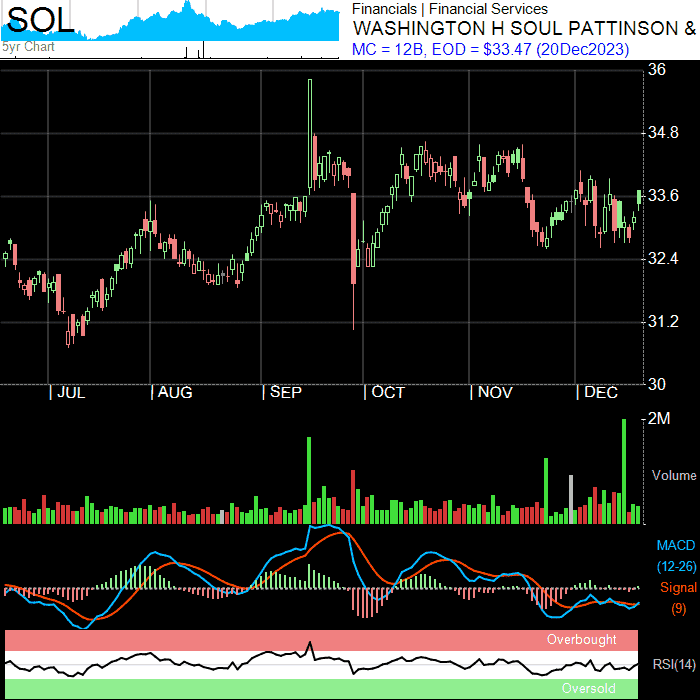 SOL
5yr Chart
Financials | Financial Services
WASHINGTON H SOUL PATTINSON &
MC = 12B, EOD = $33.47 (20Dec2023)
36
34.8
33.6
32.4
31.2
30
| JUL
| AUG
| SEP
| OCT
| NOV
| DEC
2M
Volume
MACD
(12-26)
Signal
(9)
Overbought
RSI(14)
Oversold